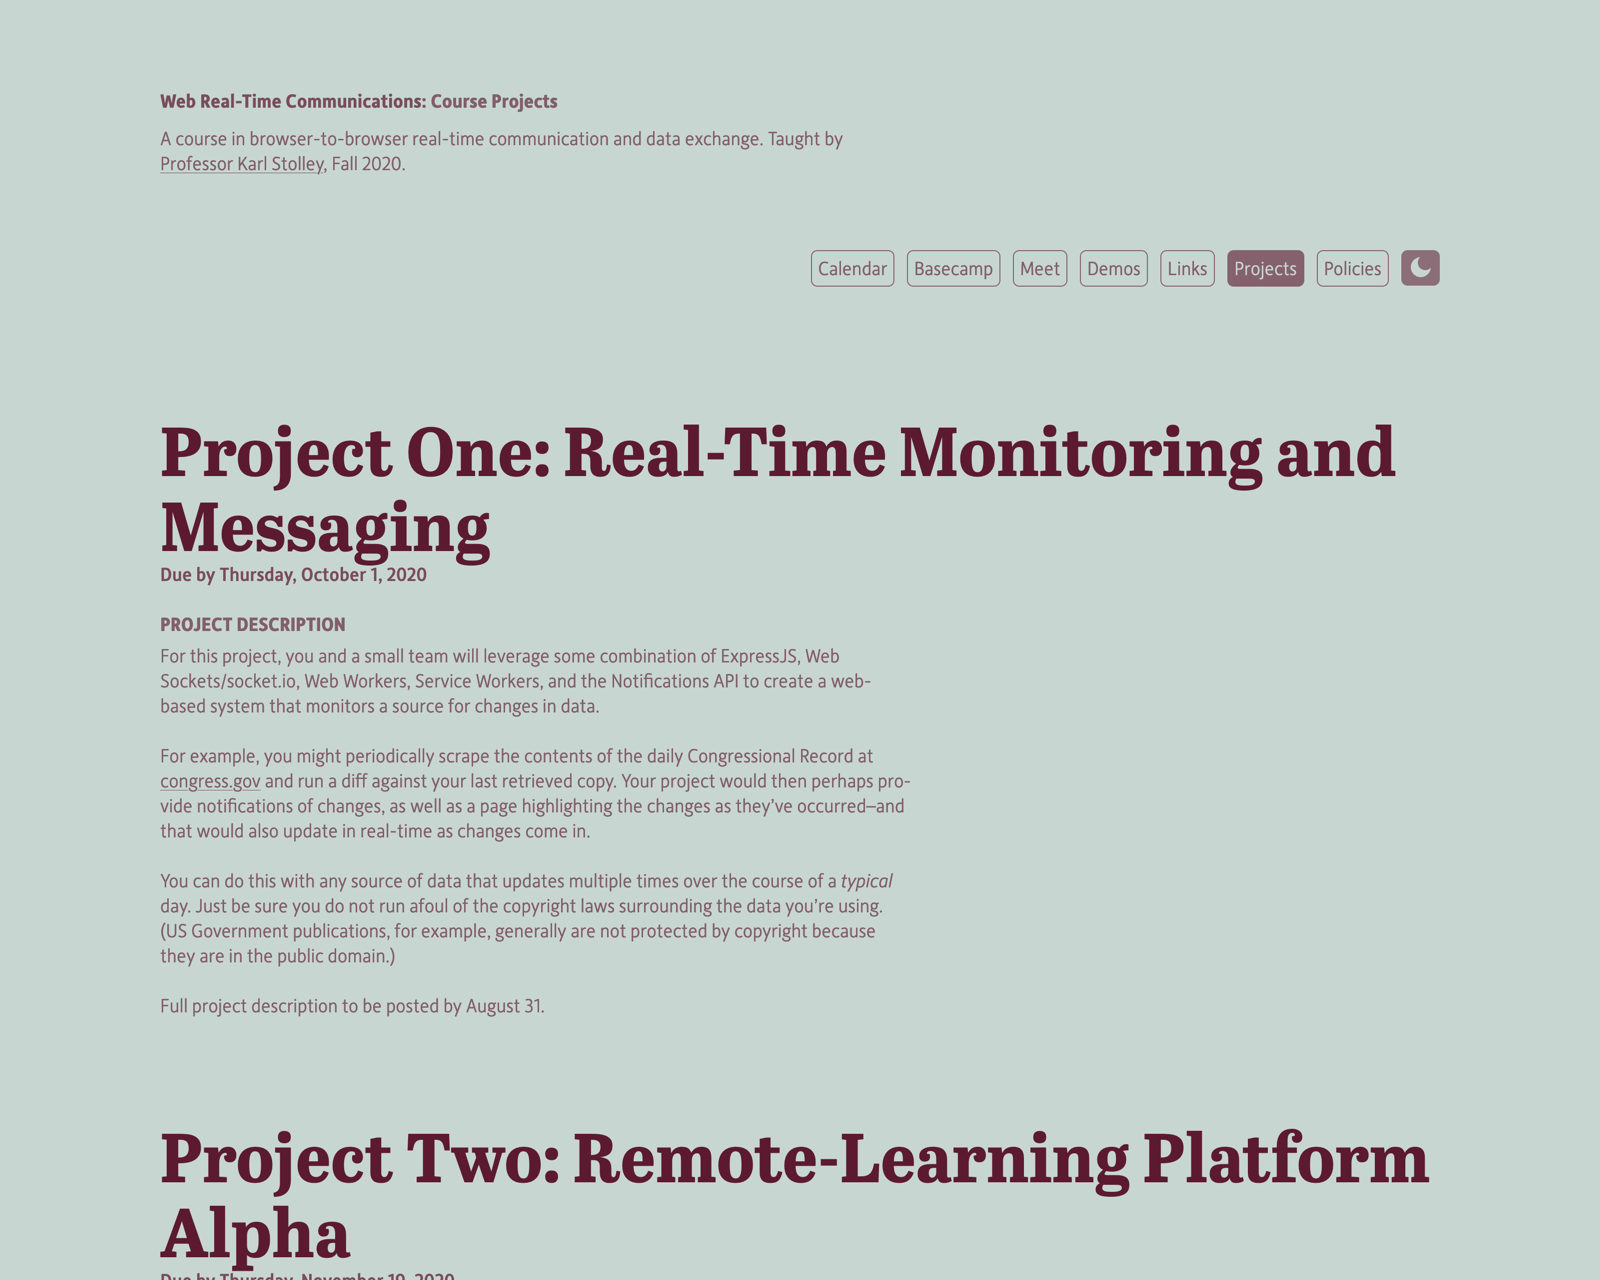 Web Real-Time Communications: Course Projects
A course in browser-to-browser real-time communication and data exchange. Taught by
Professor Karl Stolley, Fall 2020.
Calendar Basecamp Meet Demos Links Projects Policies
Project One: Real-Time Monitoring and
Messaging
Due by Thursday, October 1, 2020
PROJECT DESCRIPTION
For this project, you and a small team will leverage some combination of ExpressJS, Web
Sockets/socket.io, Web Workers, Service Workers, and the Notifications API to create a web-
based system that monitors a source for changes in data.
For example, you might periodically scrape the contents of the daily Congressional Record at
congress.gov and run a diff against your last retrieved copy. Your project would then perhaps pro-
vide notifications of changes, as well as a page highlighting the changes as they’ve occurred—and
that would also update in real-time as changes come in.
You can do this with any source of data that updates multiple times over the course of a typical
day. Just be sure you do not run afoul of the copyright laws surrounding the data you’re using.
(US Government publications, for example, generally are not protected by copyright because
they are in the public domain.)
Full project description to be posted by August 31.
Project Two: Remote-Learning Platform
Alpha
Due by Thursday, November 19, 2020